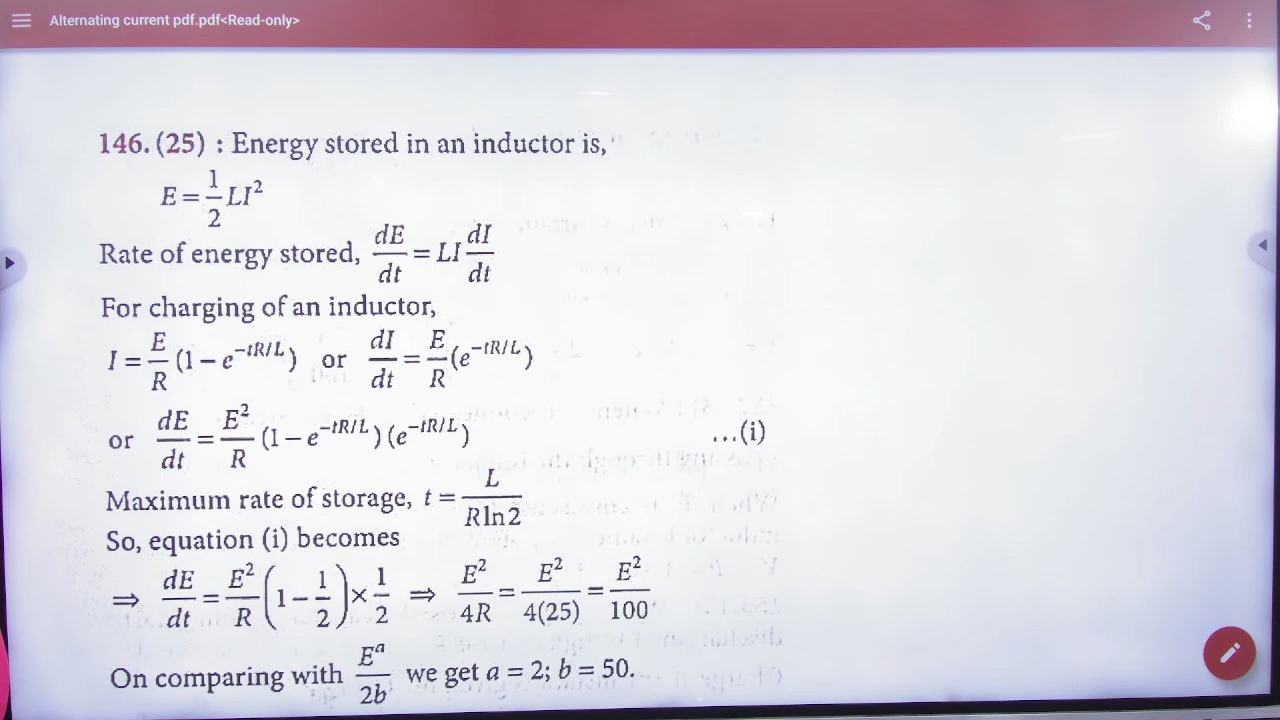 Alternating current pdf.pdf<Read-only>
146. (25) : Energy stored in an inductor is,
E = 1/2 LI²
Rate of energy stored, dE/dt = LI dI/dt
For charging of an inductor,
I = E/R (1 – e^(–tR/L)) or dI/dt = E/R (e^(–tR/L))
or dE/dt = E²/R (1 – e^(–tR/L)) (e^(–tR/L)) ...(i)
Maximum rate of storage, t = L/(R ln2)
So, equation (i) becomes
⇒ dE/dt = E²/R (1 – 1/2) × 1/2 ⇒ E²/4R = E²/4(25) = E²/100
On comparing with E^a/2b we get a = 2; b = 50.